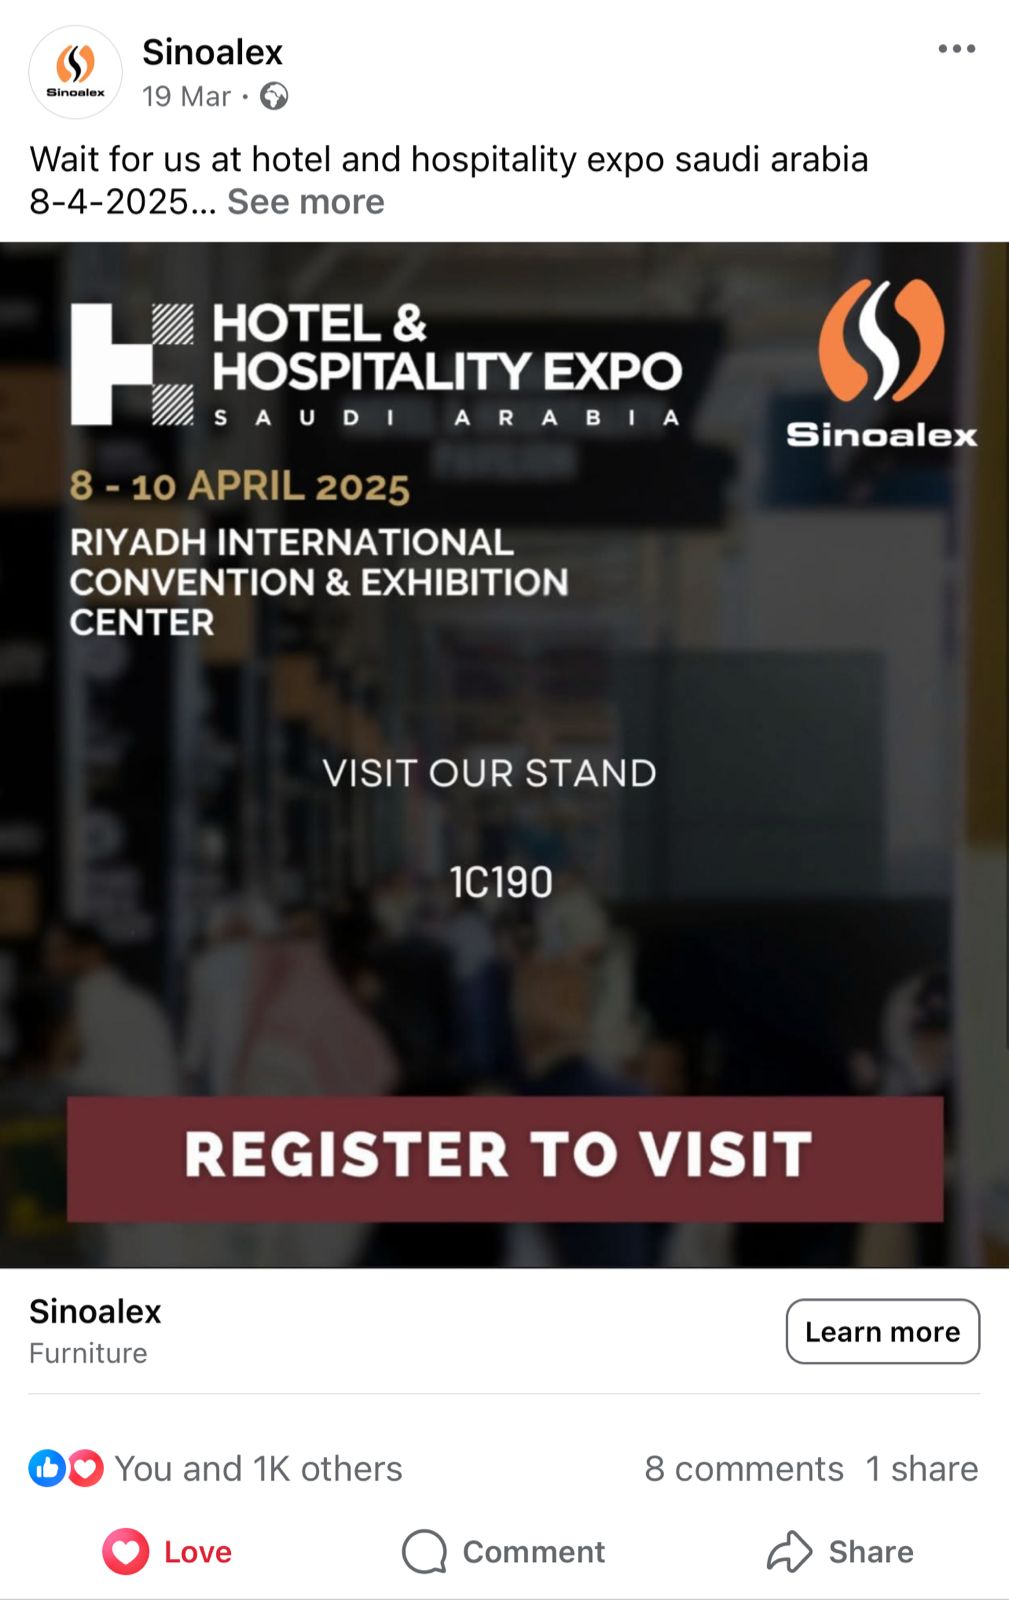 Sinoalex
Sinoalex
19 Mar ·
Wait for us at hotel and hospitality expo saudi arabia
8-4-2025... See more
HOTEL &
HOSPITALITY EXPO
SAUDI ARABIA
Sinoalex
8 - 10 APRIL 2025
RIYADH INTERNATIONAL
CONVENTION & EXHIBITION
CENTER
VISIT OUR STAND
1C190
REGISTER TO VISIT
Sinoalex
Furniture
Learn more
You and 1K others
8 comments 1 share
Love
Comment
Share